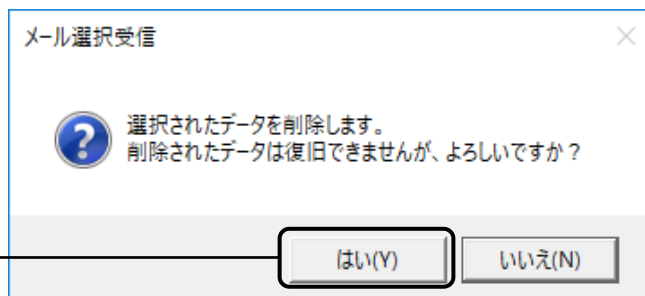 メール選択受信
選択されたデータを削除します。
削除されたデータは復旧できませんが、よろしいですか？
はい(Y)
いいえ(N)